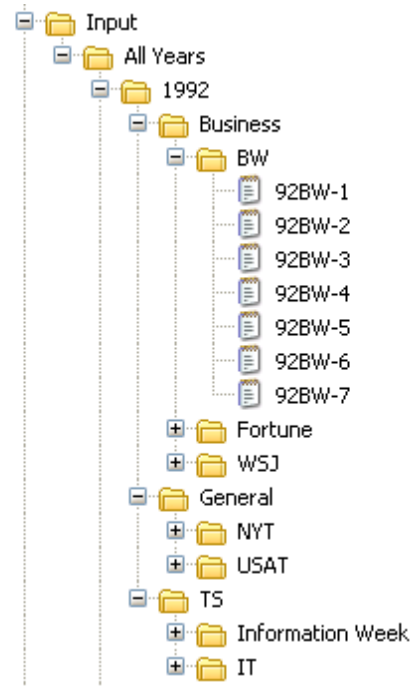 Input
All Years
1992
Business
BW
92BW-1
92BW-2
92BW-3
92BW-4
92BW-5
92BW-6
92BW-7
Fortune
WSJ
General
NYT
USAT
TS
Information Week
IT